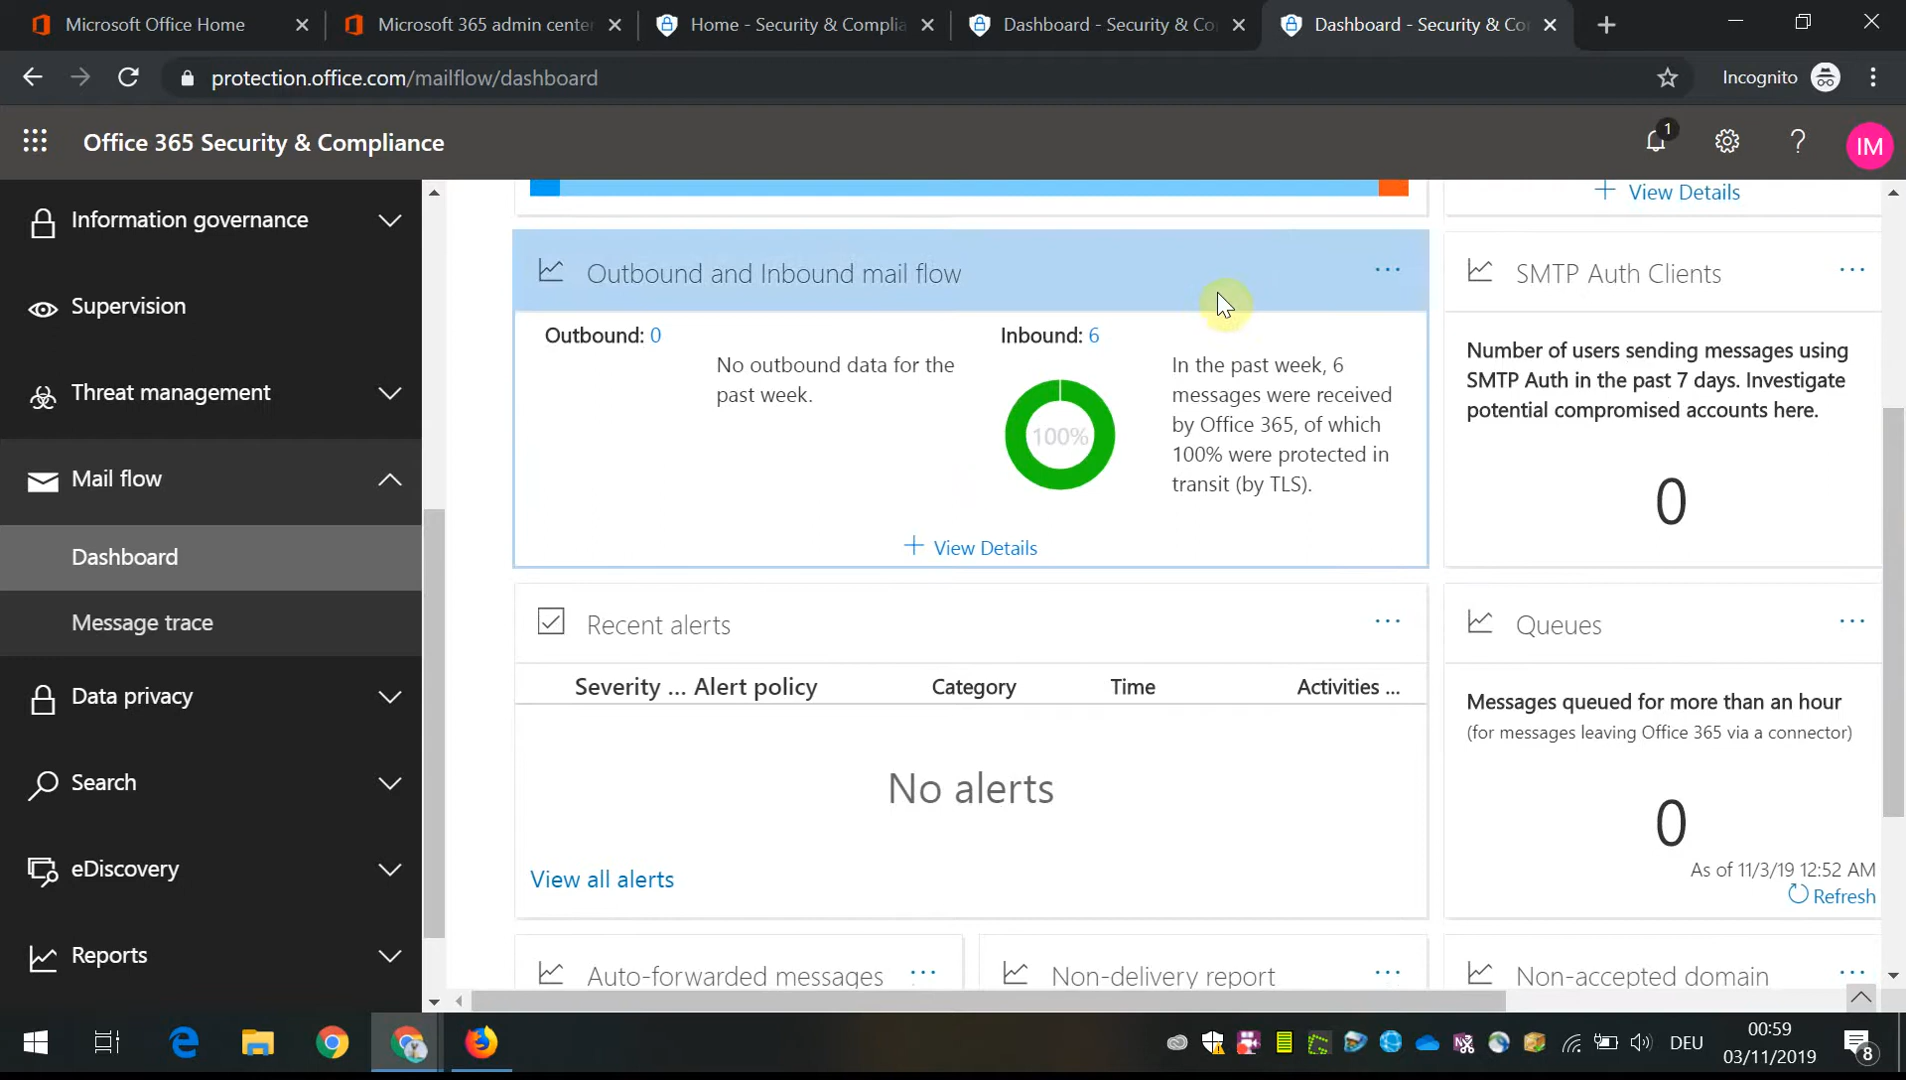 Microsoft Office Home
Microsoft 365 admin center
Home - Security & Complia
Dashboard - Security & Co
Dashboard - Security & Co
protection.office.com/mailflow/dashboard
Incognito
Office 365 Security & Compliance
1
?
IM
Information governance
Supervision
Threat management
Mail flow
Dashboard
Message trace
Data privacy
Search
eDiscovery
Reports
View Details
Outbound and Inbound mail flow
...
Outbound: 0
No outbound data for the
past week.
Inbound: 6
100%
In the past week, 6
messages were received
by Office 365, of which
100% were protected in
transit (by TLS).
View Details
SMTP Auth Clients
...
Number of users sending messages using
SMTP Auth in the past 7 days. Investigate
potential compromised accounts here.
0
Recent alerts
...
Severity ... Alert policy Category Time Activities ...
No alerts
View all alerts
Queues
...
Messages queued for more than an hour
(for messages leaving Office 365 via a connector)
0
As of 11/3/19 12:52 AM
Refresh
Auto-forwarded messages
...
Non-delivery report
...
Non-accepted domain
...
DEU
00:59
03/11/2019
8